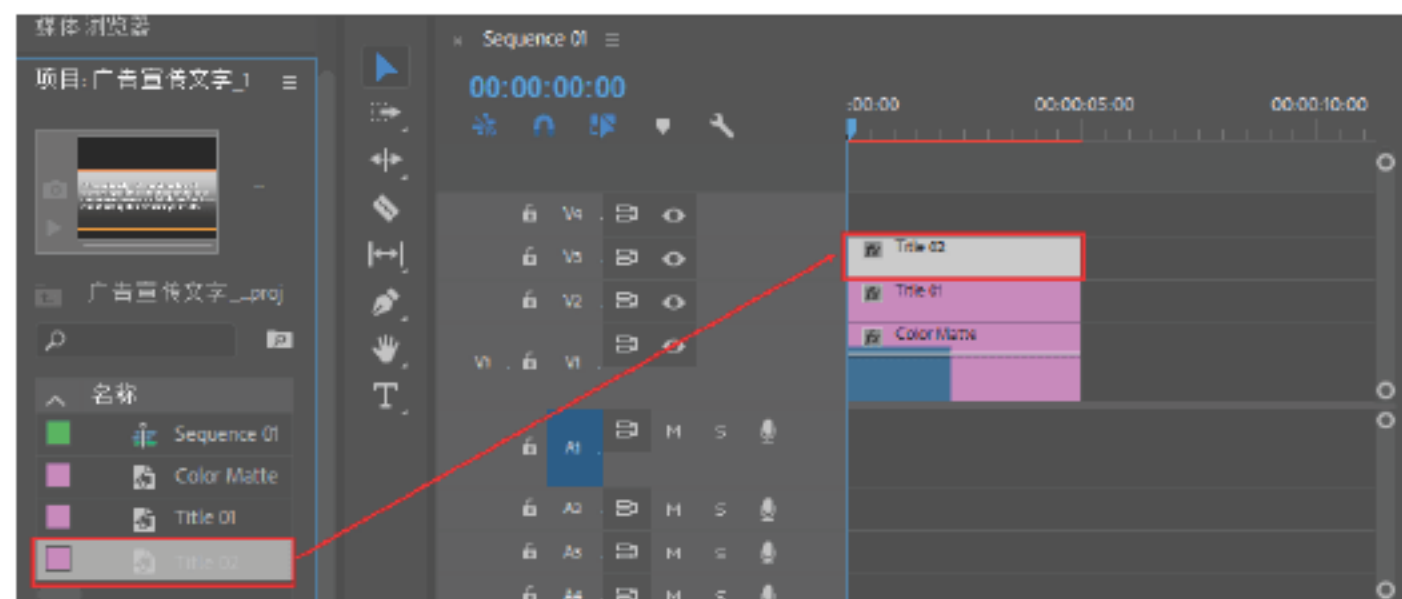 媒体浏览器
项目:广告宣传文字_1
广告宣传文字_...proj
名称
Sequence 01
Color Matte
Title 01
Title 02
× Sequence 01
00:00:00:00
:00:00 00:00:05:00 00:00:10:00
V4
V3 Title 02
V2 Title 01
Color Matte
V1 V1
A1 M S
A2 M S
A3 M S
A4 M S